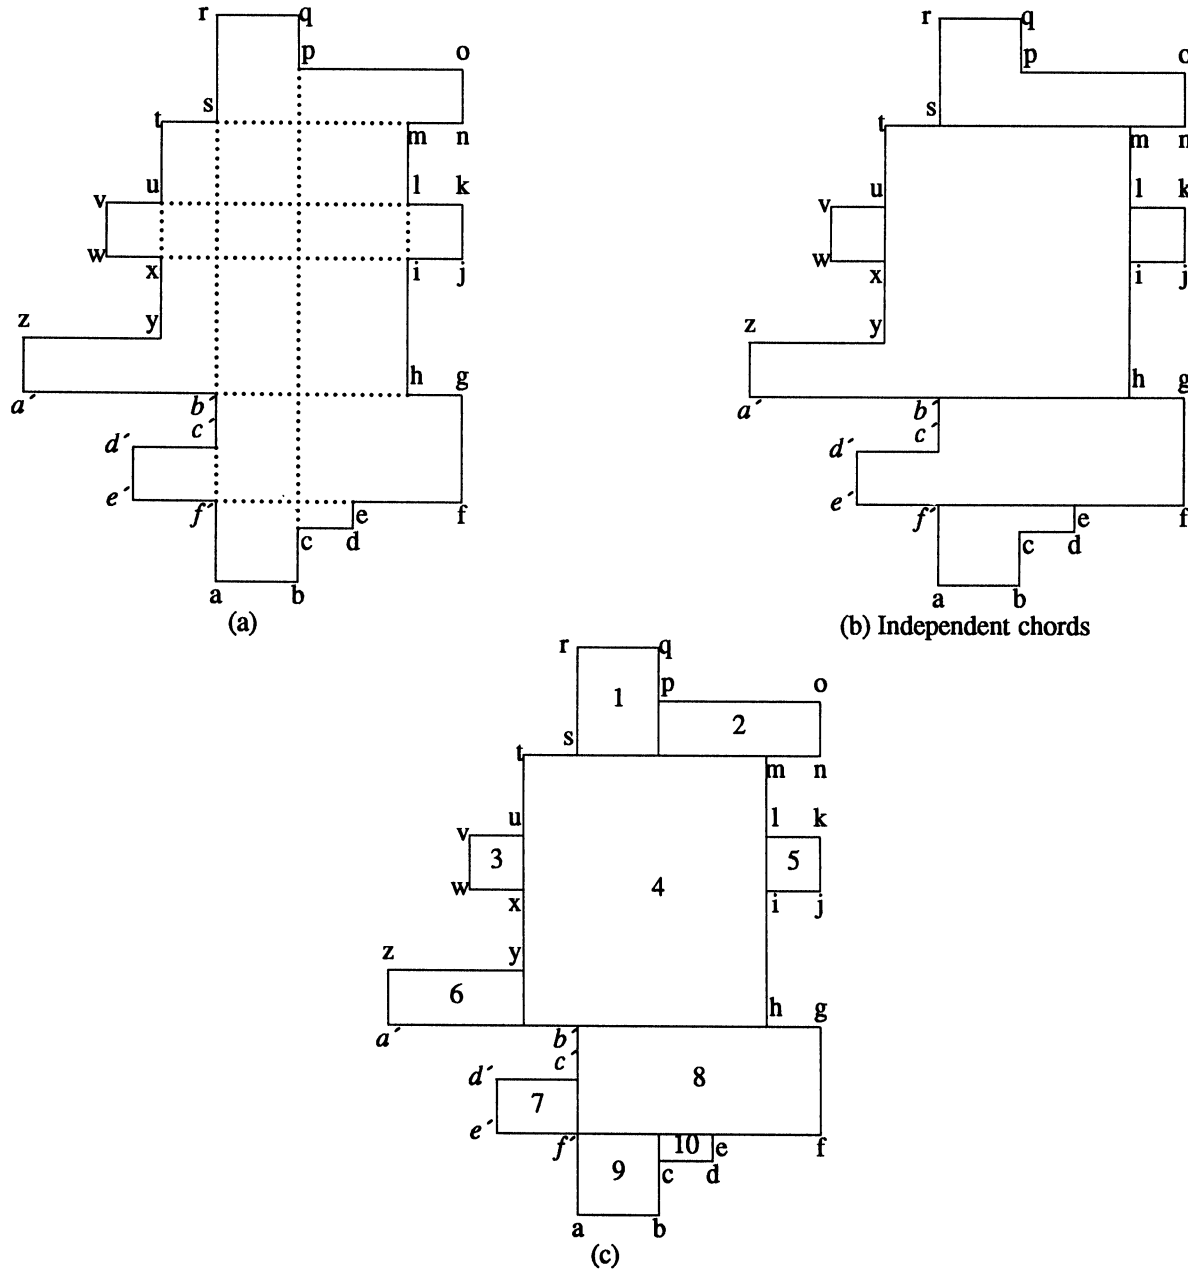 r q
p o
s
t m n
u l k
v
w x i j
z y
h g
a´ b´
c´
d´
e´ f´ e f
c d
a b
(a)
r q
p o
s
t m n
u l k
v
w x i j
z y
h g
a´ b´
c´
d´
e´ f´ e f
c d
a b
(b) Independent chords
r q
1 p o
2
s
t m n
u l k
v 3 5
4
w x i j
z y
6 h g
a´ b´
c´
d´ 8
7
e´ f´ 10 e f
9 c d
a b
(c)